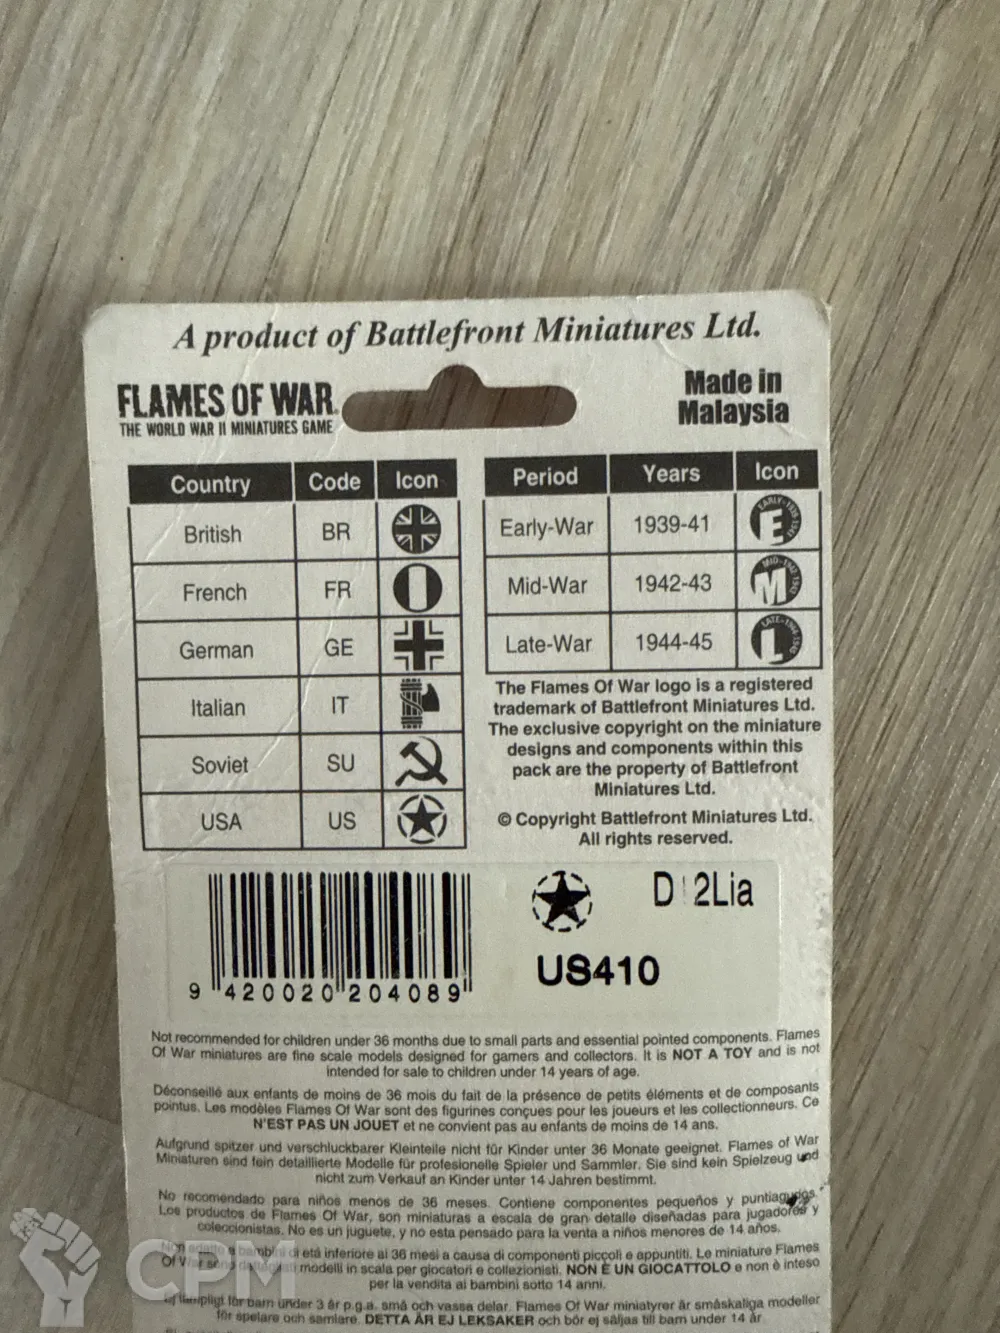 A product of Battlefront Miniatures Ltd.
FLAMES OF WAR
THE WORLD WAR II MINIATURES GAME
Made in
Malaysia
Country Code Icon
British BR
French FR
German GE
Italian IT
Soviet SU
USA US
Period Years Icon
Early-War 1939-41 E
Mid-War 1942-43 M
Late-War 1944-45 L
The Flames Of War logo is a registered
trademark of Battlefront Miniatures Ltd.
The exclusive copyright on the miniature
designs and components within this
pack are the property of Battlefront
Miniatures Ltd.
© Copyright Battlefront Miniatures Ltd.
All rights reserved.
D 2Lia
US410
9 420020 204089
Not recommended for children under 36 months due to small parts and essential pointed components. Flames
Of War miniatures are fine scale models designed for gamers and collectors. It is NOT A TOY and is not
intended for sale to children under 14 years of age.
Déconseillé aux enfants de moins de 36 mois du fait de la présence de petits éléments et de composants
pointus. Les modèles Flames Of War sont des figurines conçues pour les joueurs et les collectionneurs. Ce
N'EST PAS UN JOUET et ne convient pas au enfants de moins de 14 ans.
Aufgrund spitzer und verschluckbarer Kleinteile nicht für Kinder unter 36 Monate geeignet. Flames of War
Miniaturen sind fein detaillierte Modelle für profesionelle Spieler und Sammler. Sie sind kein Spielzeug und
nicht zum Verkauf an Kinder unter 14 Jahren bestimmt.
No recomendado para niños menos de 36 meses. Contiene componentes pequeños y puntiagudos.
Los productos de Flames Of War, son miniaturas a escala de gran detalle diseñadas para jugadores y
coleccionistas. No es un juguete, y no esta pensado para la venta a niños menores de 14 años.
Non a bambini di età inferiore ai 36 mesi a causa di componenti piccoli e appuntiti. Le miniature Flames
Of War sono modelli in scala per giocatori e collezionisti. NON È UN GIOCATTOLO e non è inteso
per la vendita ai bambini sotto 14 anni.
Ej lämpligt för barn under 3 år p.g.a. små och vassa delar. Flames Of War miniatyrer är småskaliga modeller
för spelare och samlare. DETTA ÄR EJ LEKSAKER och bör ej säljas till barn under 14 år
CPM